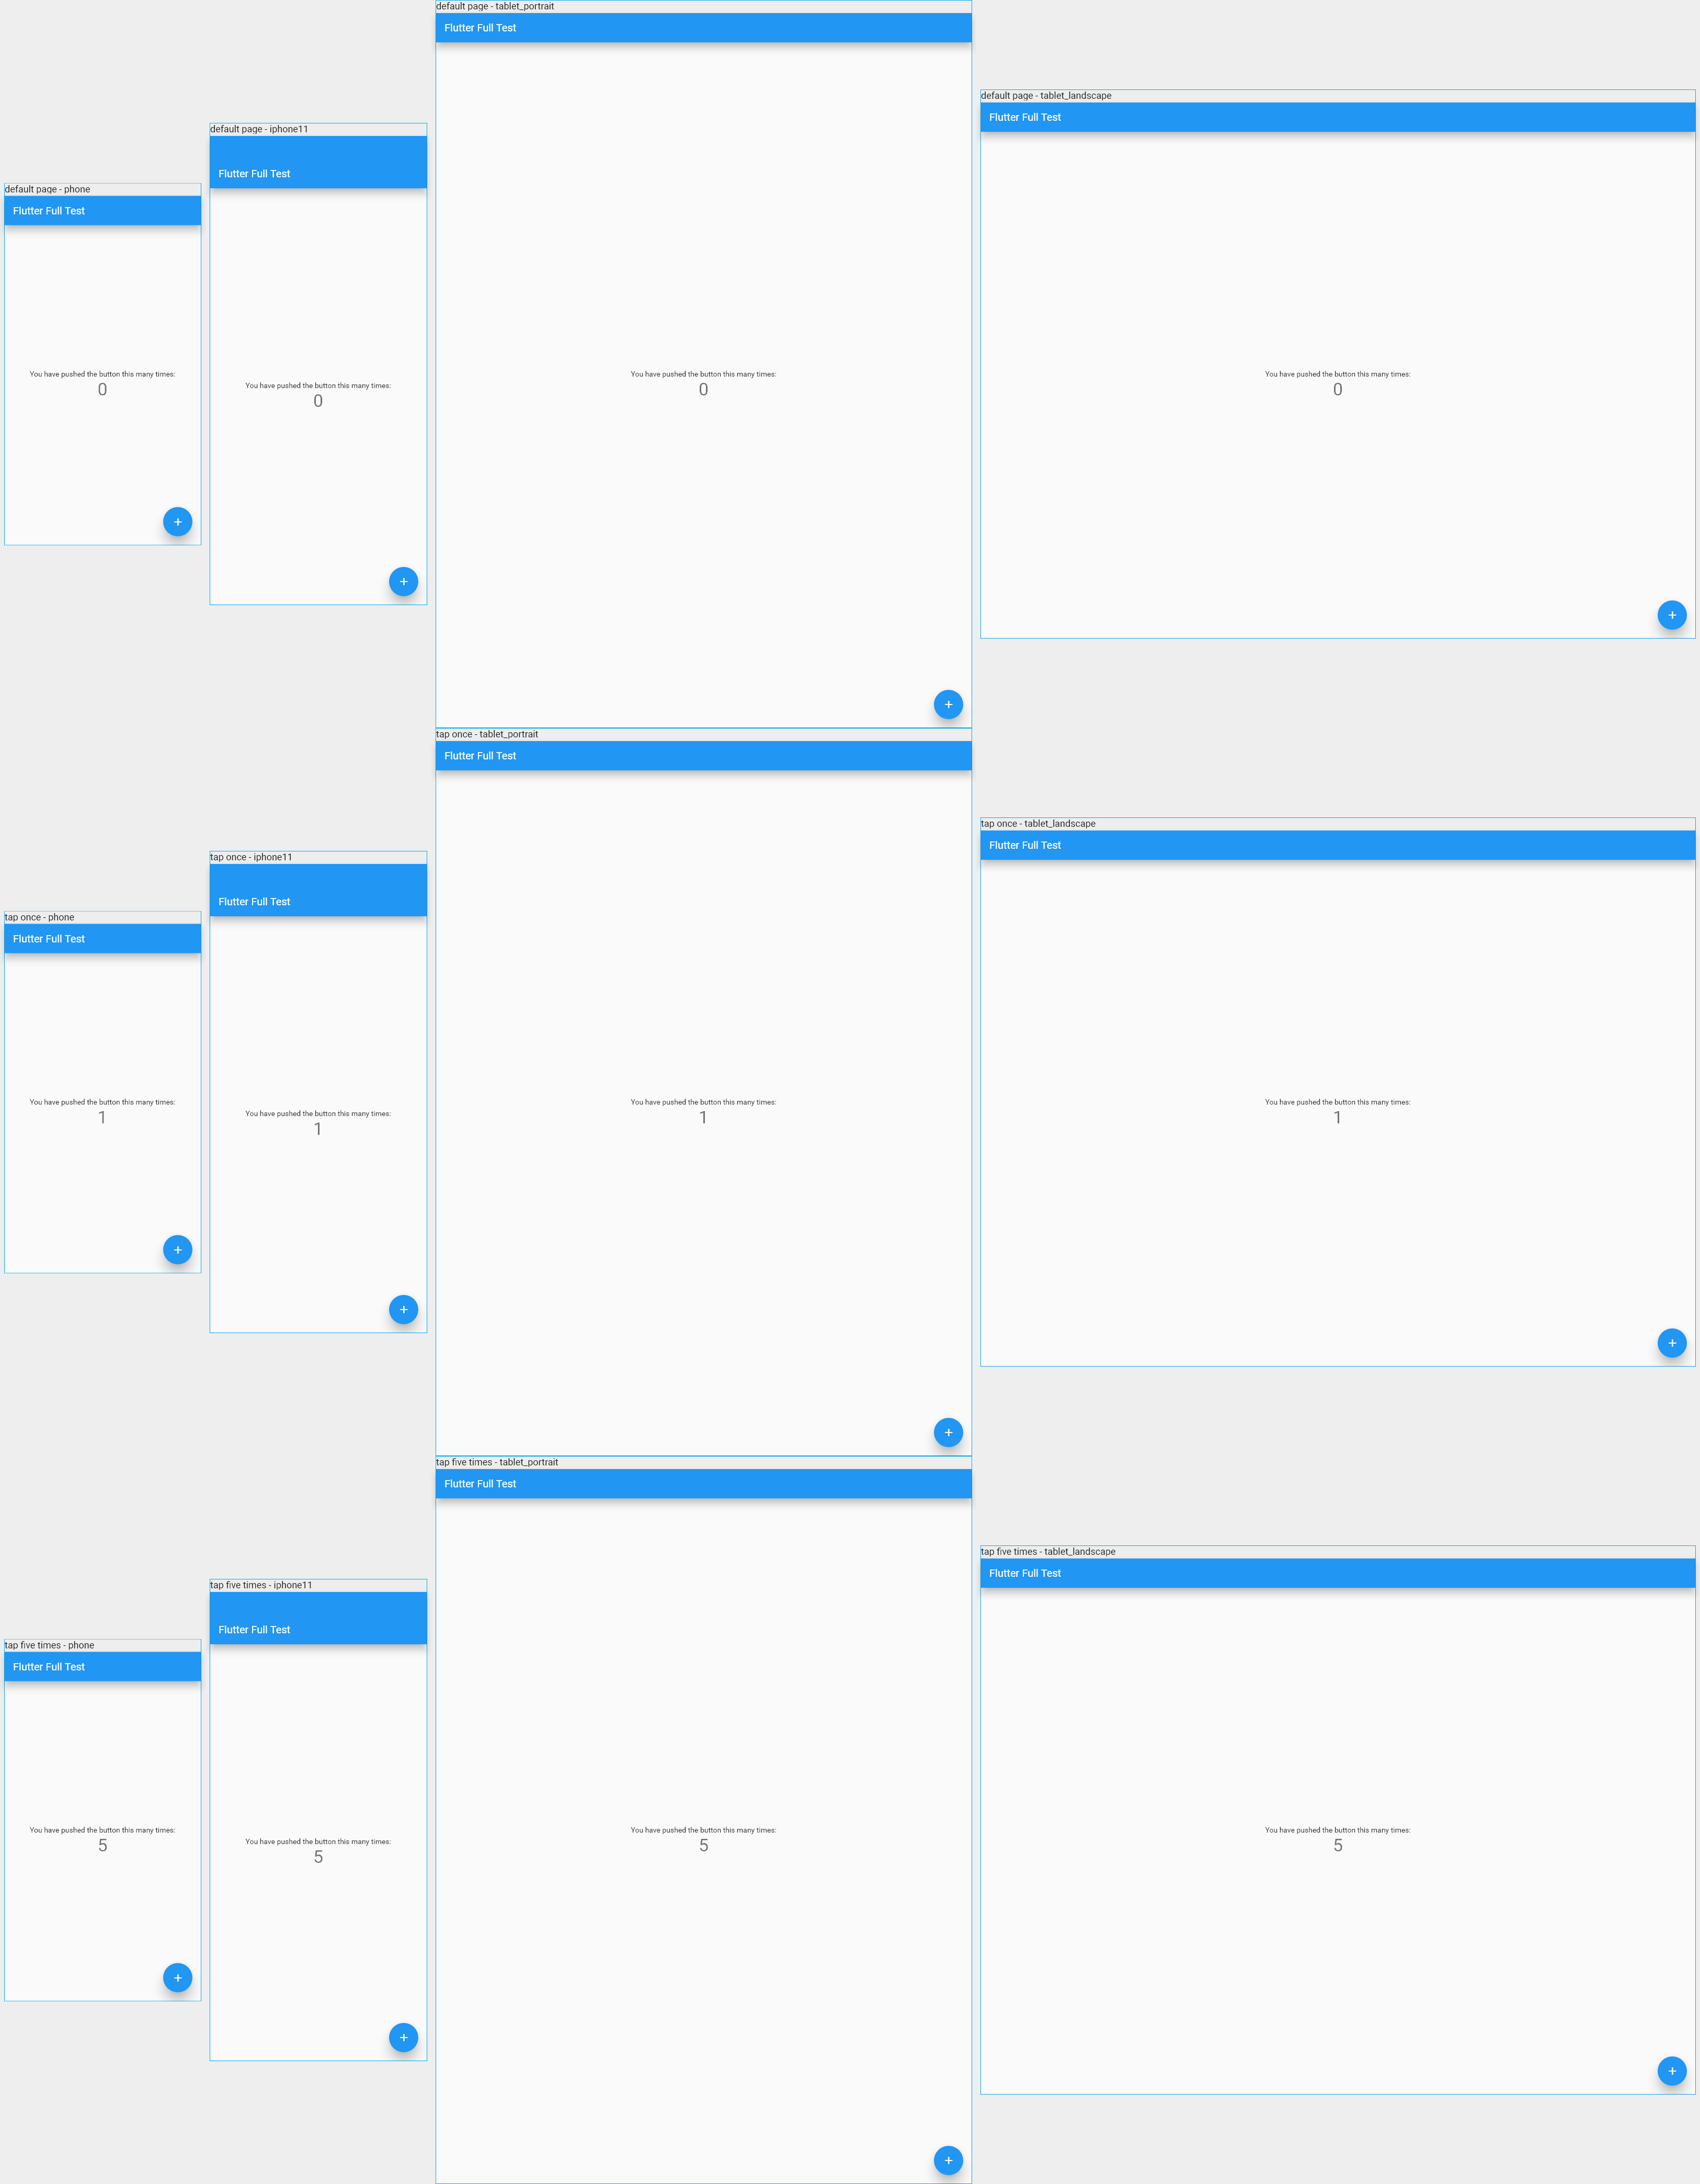 default page - phone
Flutter Full Test
You have pushed the button this many times:
0
+
default page - iphone11
Flutter Full Test
You have pushed the button this many times:
0
+
default page - tablet_portrait
Flutter Full Test
You have pushed the button this many times:
0
+
default page - tablet_landscape
Flutter Full Test
You have pushed the button this many times:
0
+
tap once - phone
Flutter Full Test
You have pushed the button this many times:
1
+
tap once - iphone11
Flutter Full Test
You have pushed the button this many times:
1
+
tap once - tablet_portrait
Flutter Full Test
You have pushed the button this many times:
1
+
tap once - tablet_landscape
Flutter Full Test
You have pushed the button this many times:
1
+
tap five times - phone
Flutter Full Test
You have pushed the button this many times:
5
+
tap five times - iphone11
Flutter Full Test
You have pushed the button this many times:
5
+
tap five times - tablet_portrait
Flutter Full Test
You have pushed the button this many times:
5
+
tap five times - tablet_landscape
Flutter Full Test
You have pushed the button this many times:
5
+